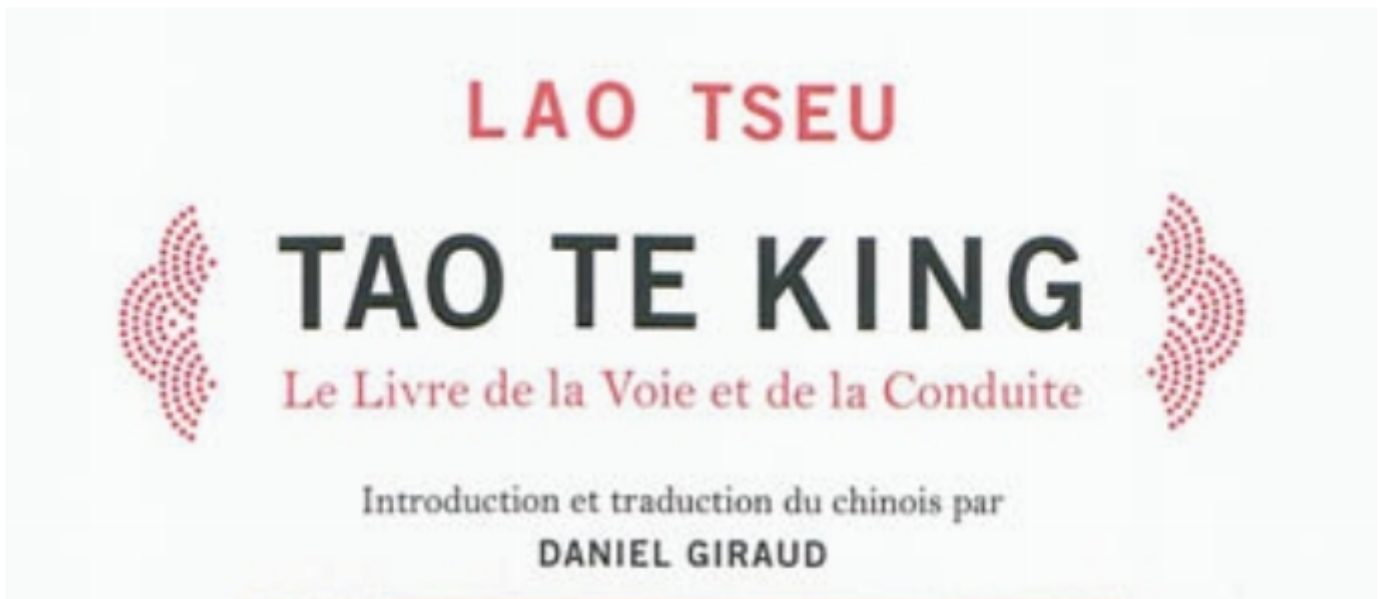 LAO TSEU
TAO TE KING
Le Livre de la Voie et de la Conduite
Introduction et traduction du chinois par
DANIEL GIRAUD